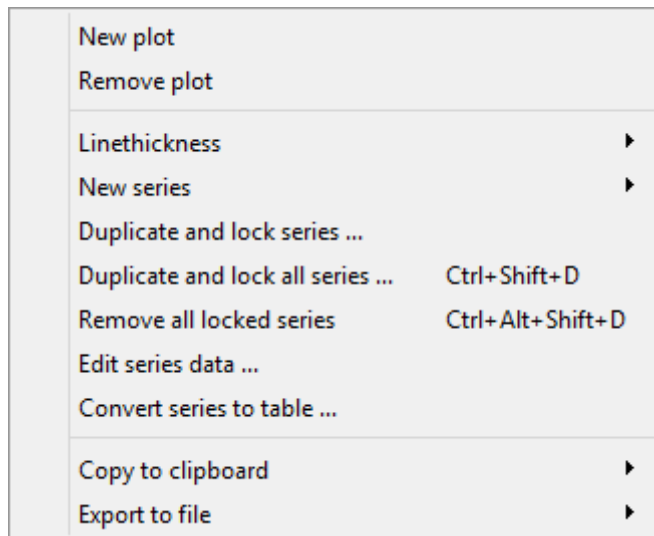 New plot
Remove plot
Linethickness
New series
Duplicate and lock series ...
Duplicate and lock all series ... Ctrl+Shift+D
Remove all locked series Ctrl+Alt+Shift+D
Edit series data ...
Convert series to table ...
Copy to clipboard
Export to file